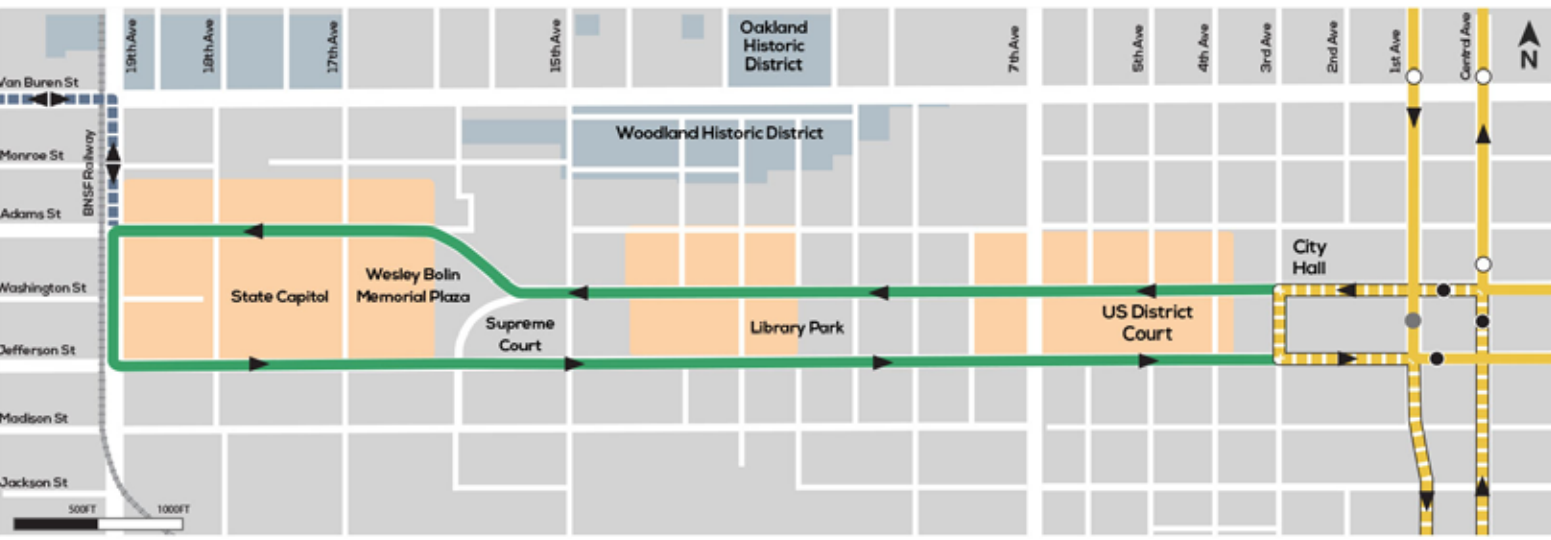 19th Ave
18th Ave
17th Ave
15th Ave
Oakland
Historic
District
7th Ave
5th Ave
4th Ave
3rd Ave
2nd Ave
1st Ave
Central Ave
N
Van Buren St
Woodland Historic District
Monroe St
BNSF Railway
Adams St
City
Hall
Washington St
State Capitol
Wesley Bolin
Memorial Plaza
Supreme
Court
Library Park
US District
Court
Jefferson St
Madison St
Jackson St
500FT
1000FT